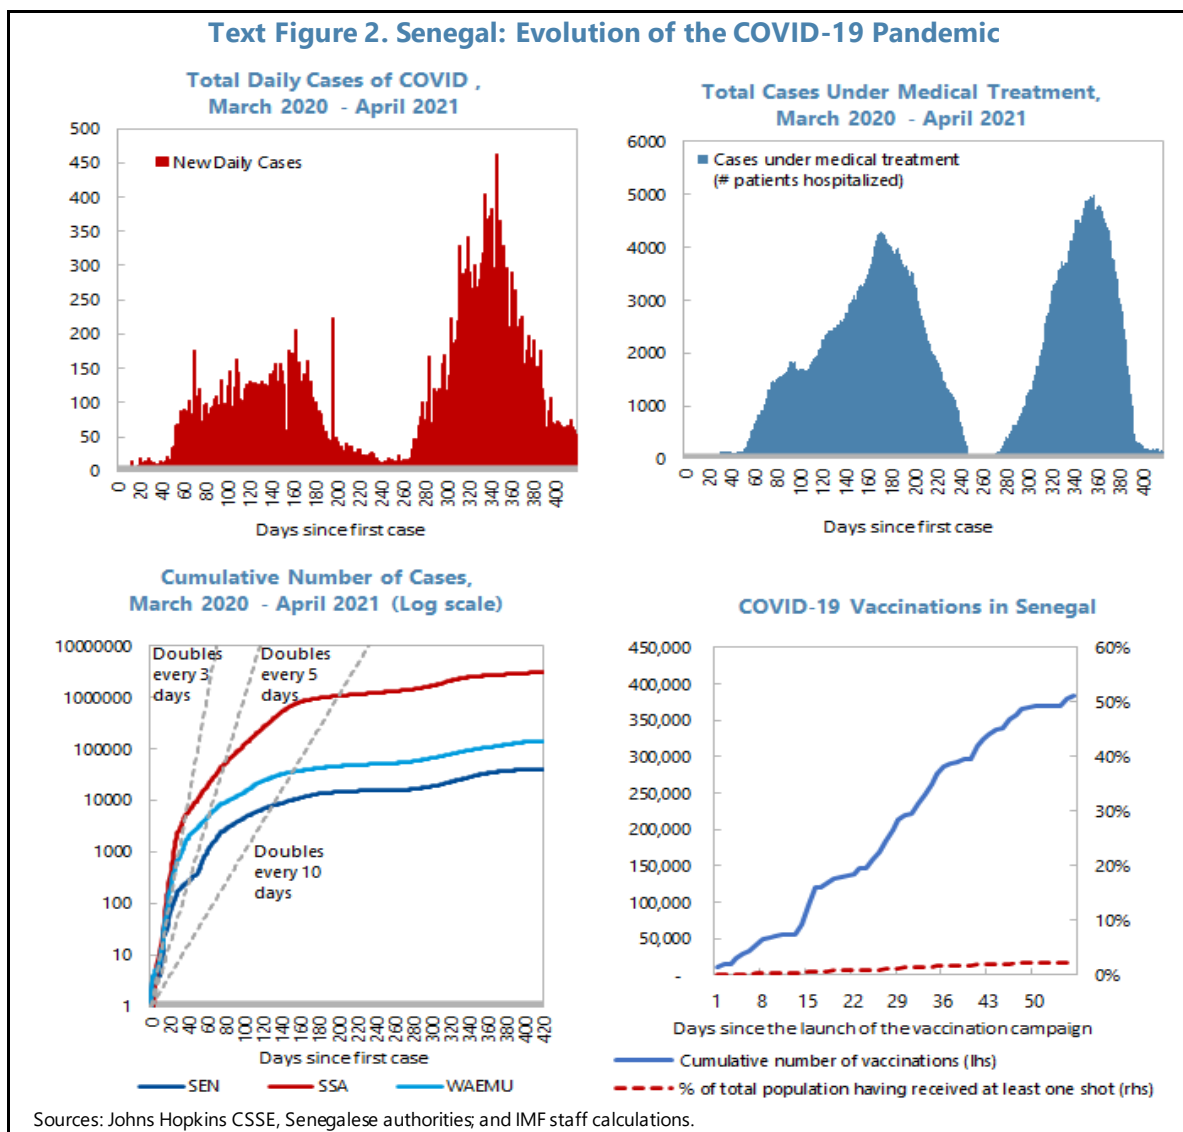 Text Figure 2. Senegal: Evolution of the COVID-19 Pandemic
Total Daily Cases of COVID ,
March 2020 - April 2021
500
450
400
350
300
250
200
150
100
50
0
New Daily Cases
0 20 40 60 80 100 120 140 160 180 200 220 240 260 280 300 320 340 360 380 400
Days since first case
Total Cases Under Medical Treatment,
March 2020 - April 2021
6000
5000
4000
3000
2000
1000
0
Cases under medical treatment
(# patients hospitalized)
0 20 40 60 80 100 120 140 160 180 200 220 240 260 280 300 320 340 360 380 400
Days since first case
Cumulative Number of Cases,
March 2020 - April 2021 (Log scale)
10000000
1000000
100000
10000
1000
100
10
1
Doubles
every 3
days
Doubles
every 5
days
Doubles
every 10
days
0 20 40 60 80 100 120 140 160 180 200 220 240 260 280 300 320 340 360 380 400 420
Days since first case
SEN SSA WAEMU
COVID-19 Vaccinations in Senegal
450,000
400,000
350,000
300,000
250,000
200,000
150,000
100,000
50,000
-
60%
50%
40%
30%
20%
10%
0%
1 8 15 22 29 36 43 50
Days since the launch of the vaccination campaign
Cumulative number of vaccinations (lhs)
% of total population having received at least one shot (rhs)
Sources: Johns Hopkins CSSE, Senegalese authorities; and IMF staff calculations.